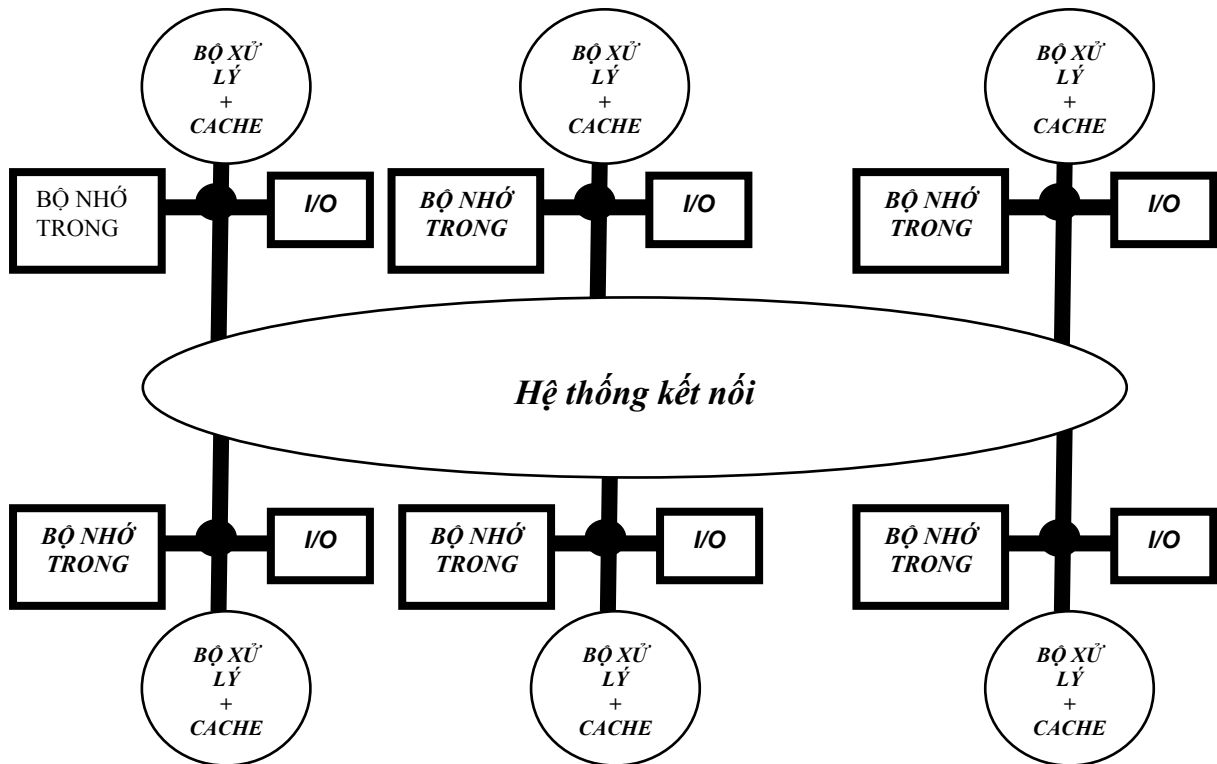 BỘ XỬ
LÝ
+
CACHE
BỘ XỬ
LÝ
+
CACHE
BỘ XỬ
LÝ
+
CACHE
BỘ NHỚ
TRONG
I/O
BỘ NHỚ
TRONG
I/O
BỘ NHỚ
TRONG
I/O
Hệ thống kết nối
BỘ NHỚ
TRONG
I/O
BỘ NHỚ
TRONG
I/O
BỘ NHỚ
TRONG
I/O
BỘ XỬ
LÝ
+
CACHE
BỘ XỬ
LÝ
+
CACHE
BỘ XỬ
LÝ
+
CACHE